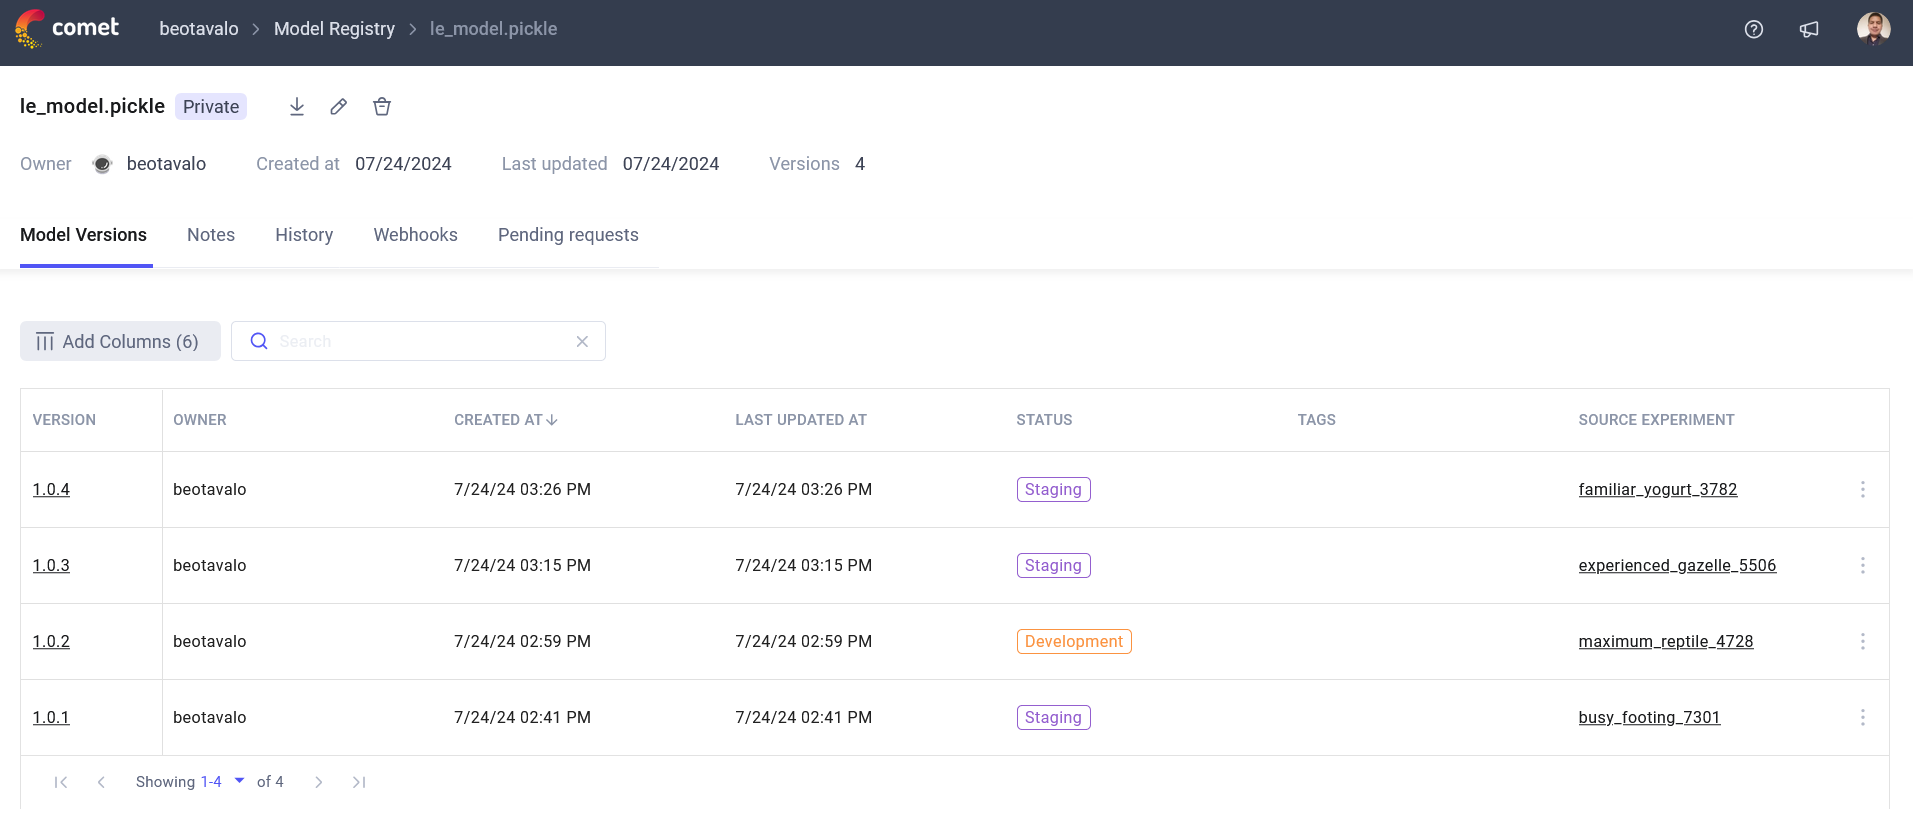 comet beotavalo > Model Registry > le_model.pickle
le_model.pickle Private
Owner beotavalo Created at 07/24/2024 Last updated 07/24/2024 Versions 4
Model Versions Notes History Webhooks Pending requests
Add Columns (6) Search
VERSION OWNER CREATED AT LAST UPDATED AT STATUS TAGS SOURCE EXPERIMENT
1.0.4 beotavalo 7/24/24 03:26 PM 7/24/24 03:26 PM Staging familiar_yogurt_3782
1.0.3 beotavalo 7/24/24 03:15 PM 7/24/24 03:15 PM Staging experienced_gazelle_5506
1.0.2 beotavalo 7/24/24 02:59 PM 7/24/24 02:59 PM Development maximum_reptile_4728
1.0.1 beotavalo 7/24/24 02:41 PM 7/24/24 02:41 PM Staging busy_footing_7301
Showing 1-4 of 4